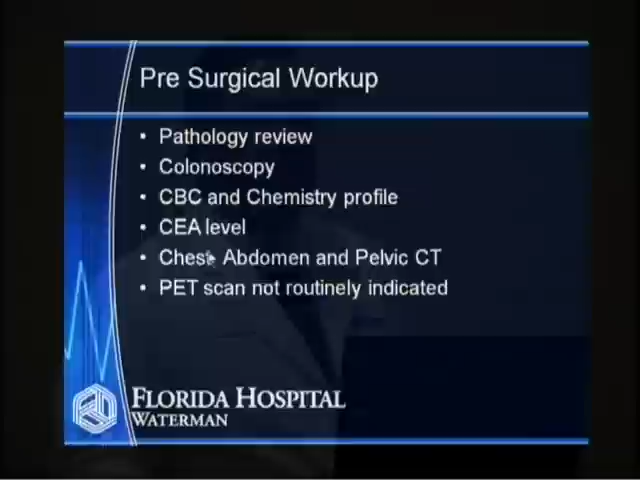 Pre Surgical Workup
• Pathology review
• Colonoscopy
• CBC and Chemistry profile
• CEA level
• Chest Abdomen and Pelvic CT
• PET scan not routinely indicated
FLORIDA HOSPITAL
WATERMAN